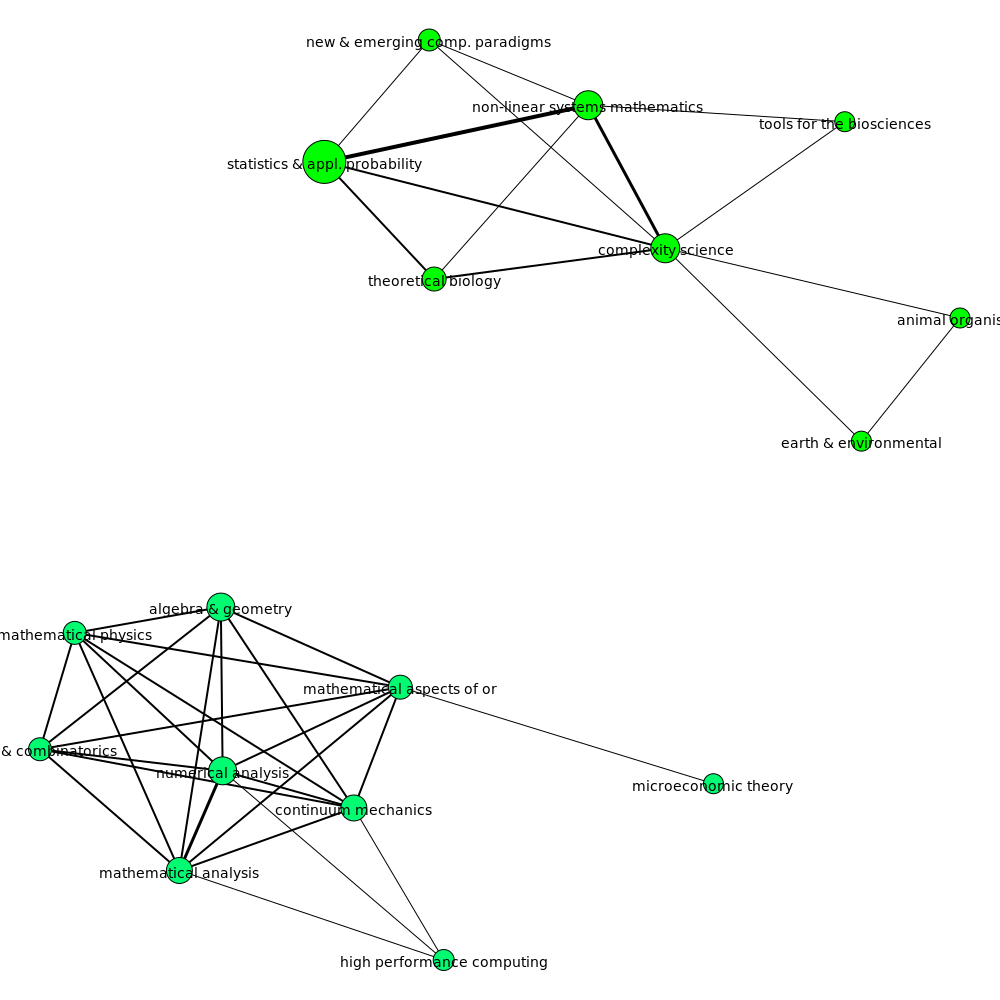 new & emerging comp. paradigms
non-linear systems mathematics
tools for the biosciences
statistics & appl. probability
complexity science
theoretical biology
animal organis
earth & environmental
algebra & geometry
mathematical physics
mathematical aspects of or
& combinatorics
numerical analysis
microeconomic theory
continuum mechanics
mathematical analysis
high performance computing